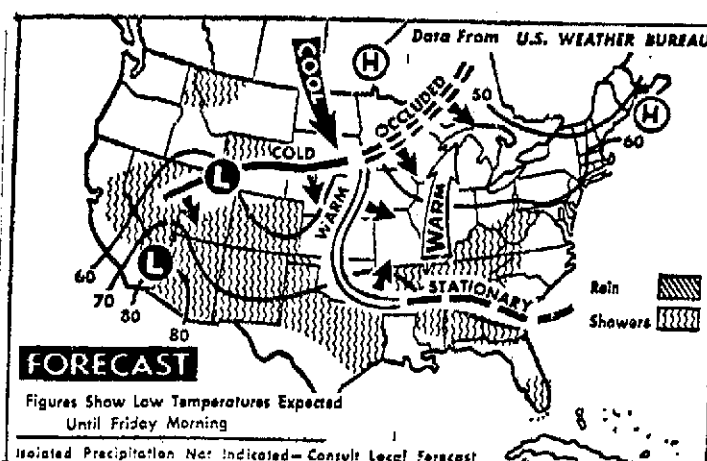 Data From U.S. WEATHER BUREAU
COOL
H
OCCLUDED
50
H
60
COLD
L
WARM
WARM
L
60
70
80
80
STATIONARY
Rain
Showers
FORECAST
Figures Show Low Temperatures Expected
Until Friday Morning
Isolated Precipitation Not Indicated—Consult Local Forecast